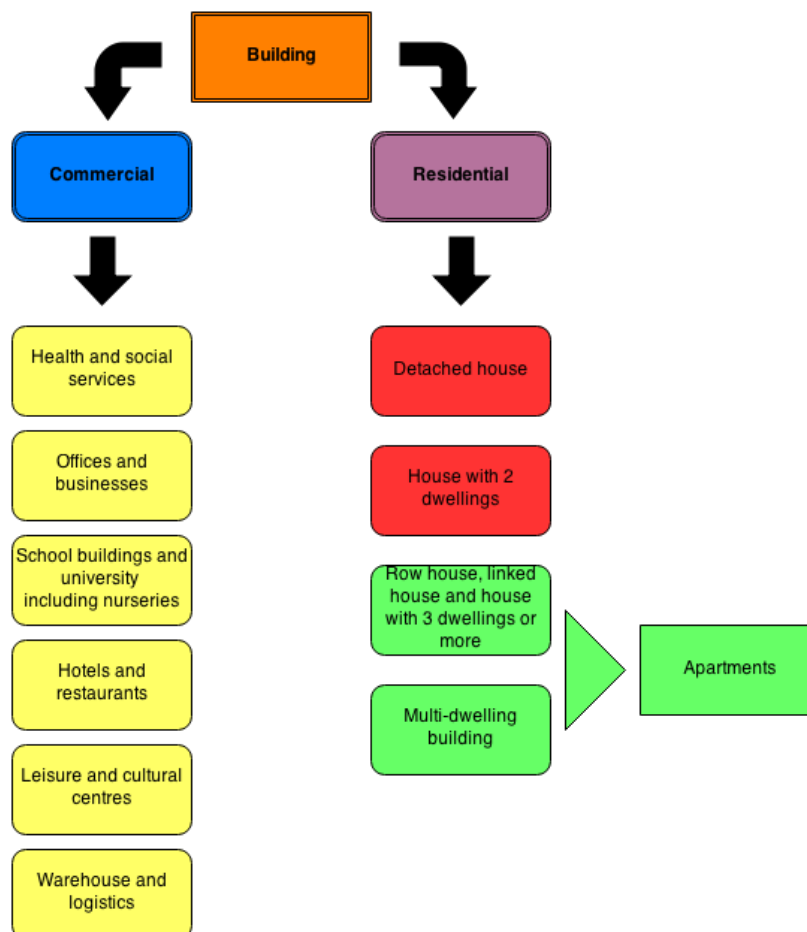 Building
Commercial
Residential
Health and social
services
Offices and
businesses
School buildings and
university
including nurseries
Hotels and
restaurants
Leisure and cultural
centres
Warehouse and
logistics
Detached house
House with 2
dwellings
Row house, linked
house and house
with 3 dwellings or
more
Multi-dwelling
building
Apartments